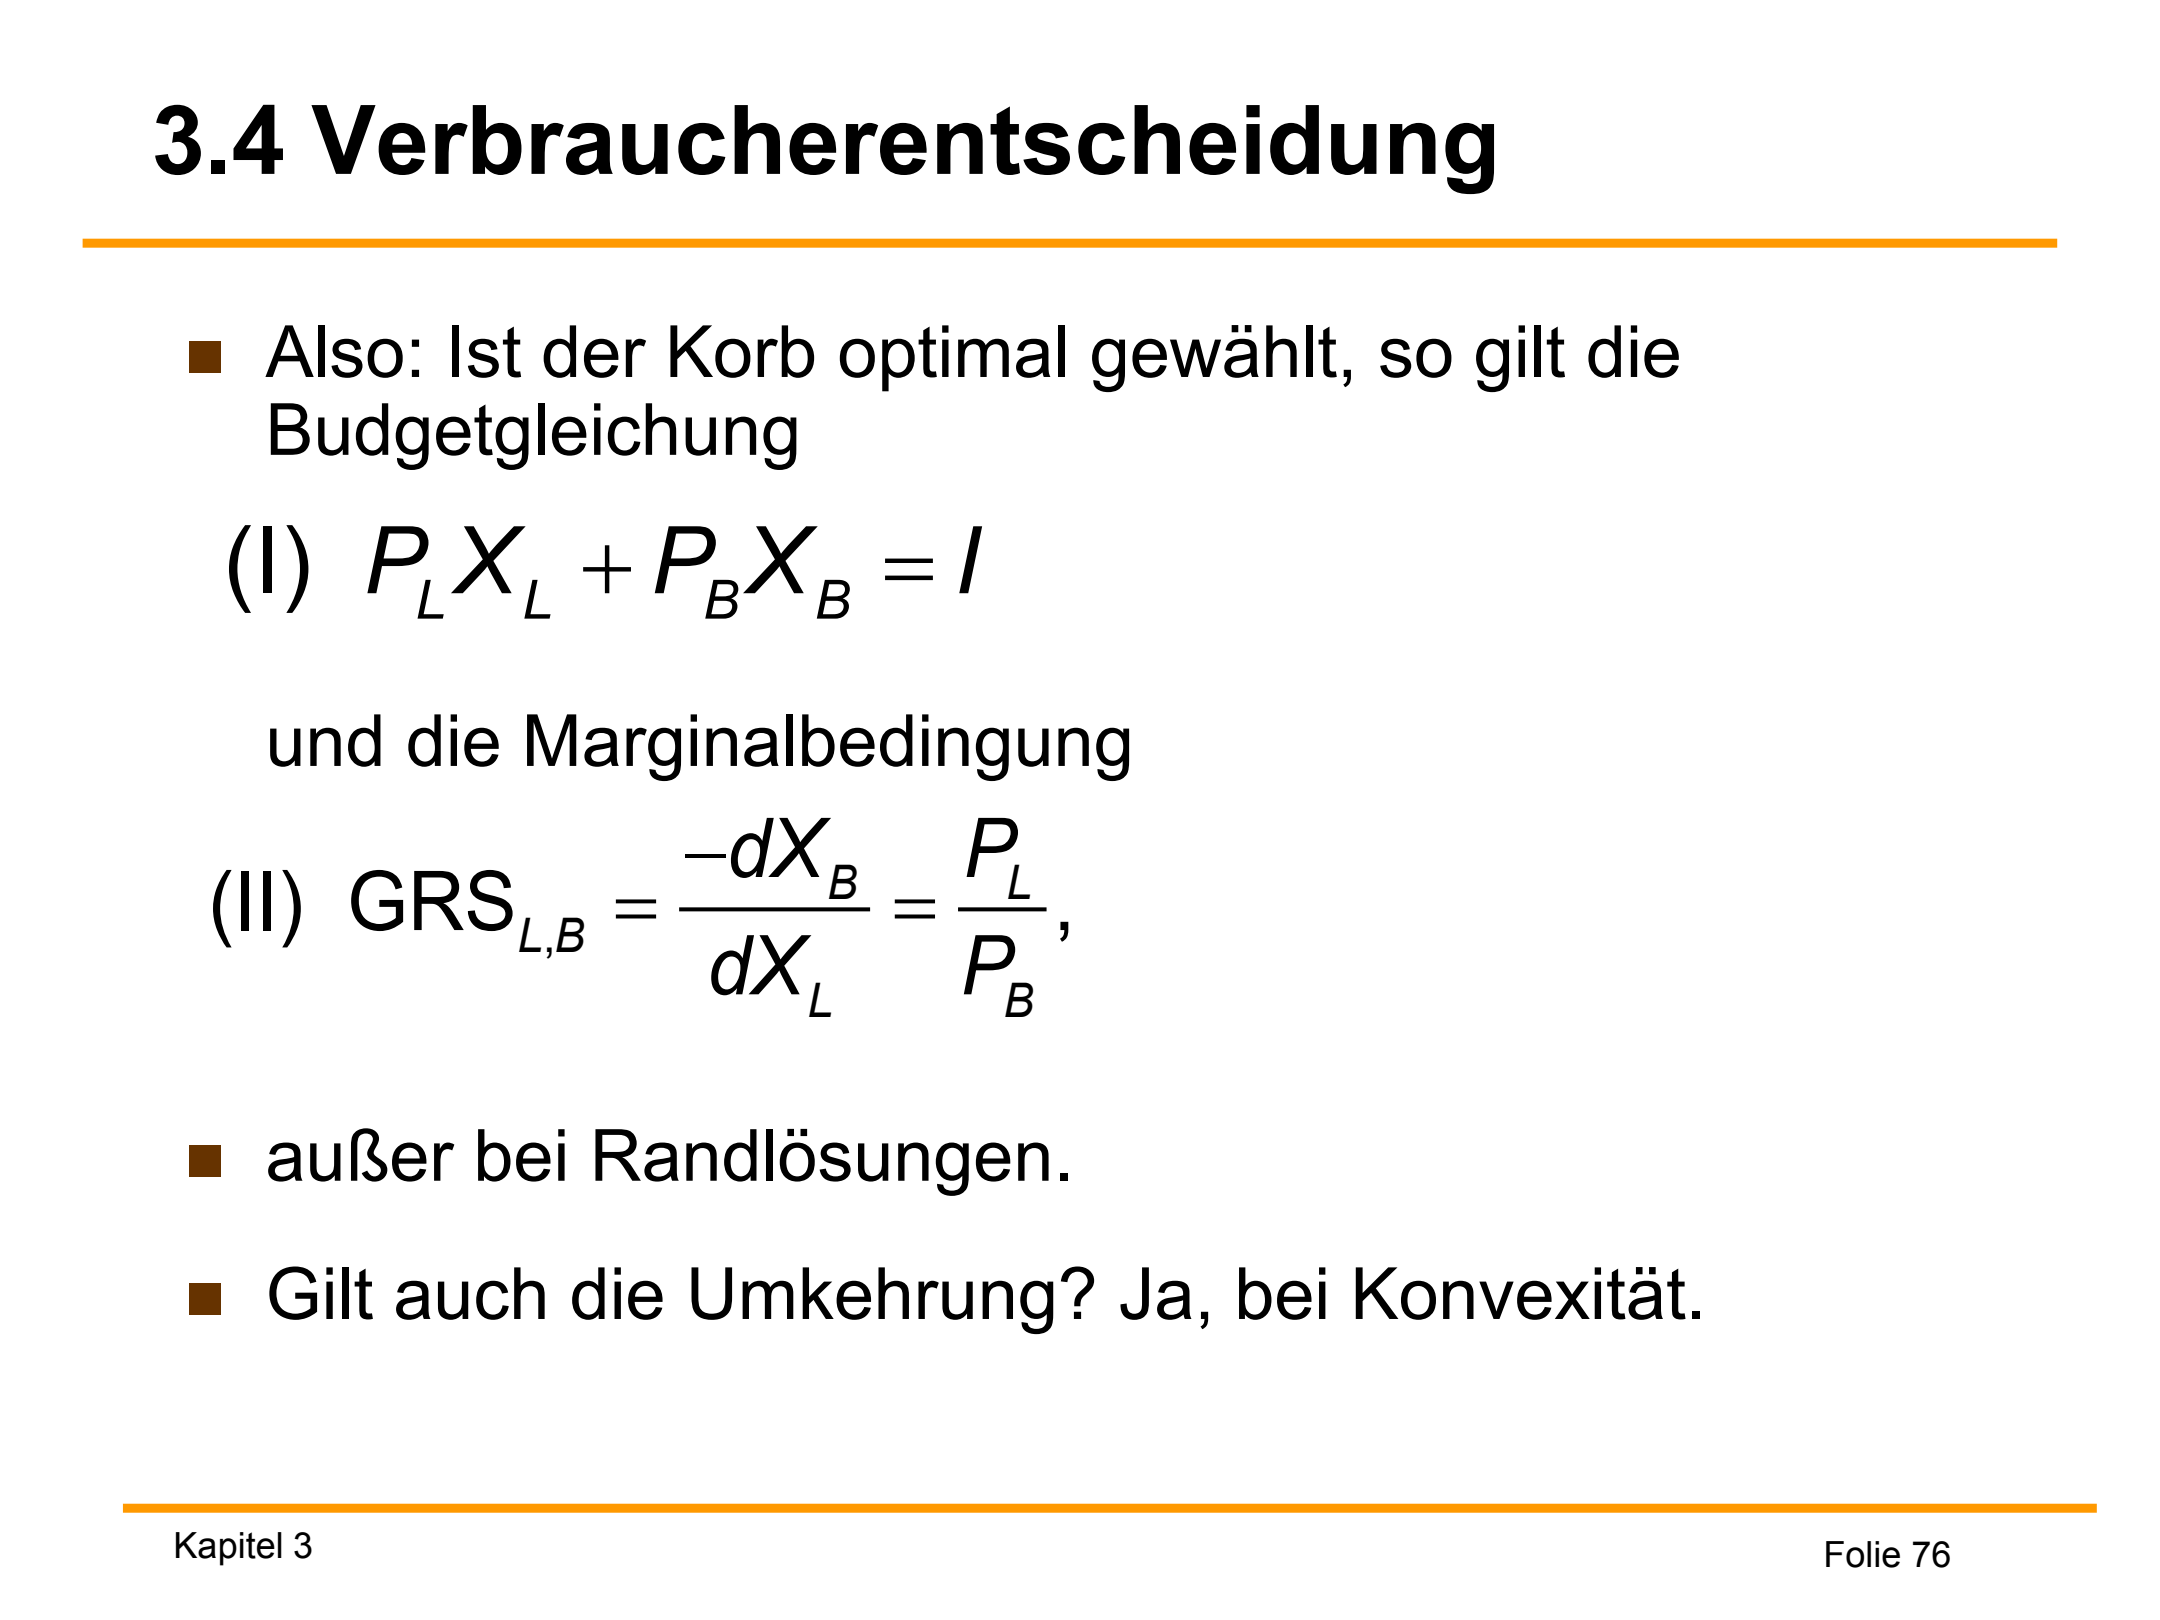 3.4 Verbraucherentscheidung
Also: Ist der Korb optimal gewählt, so gilt die
Budgetgleichung
(I) P_L X_L + P_B X_B = I
und die Marginalbedingung
(II) GRS_{L,B} = \frac{-dX_B}{dX_L} = \frac{P_L}{P_B},
außer bei Randlösungen.
Gilt auch die Umkehrung? Ja, bei Konvexität.
Kapitel 3
Folie 76